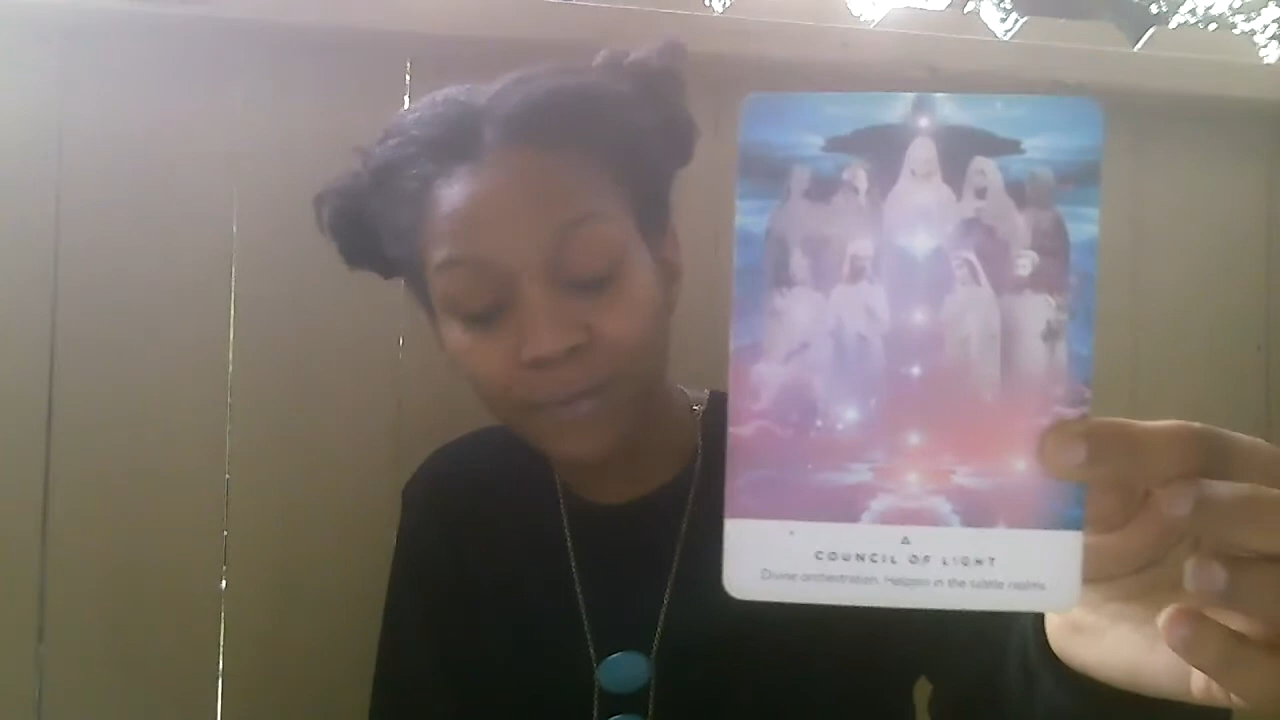 COUNCIL OF LIGHT
Divine orchestration. Helpers in the subtle realms.